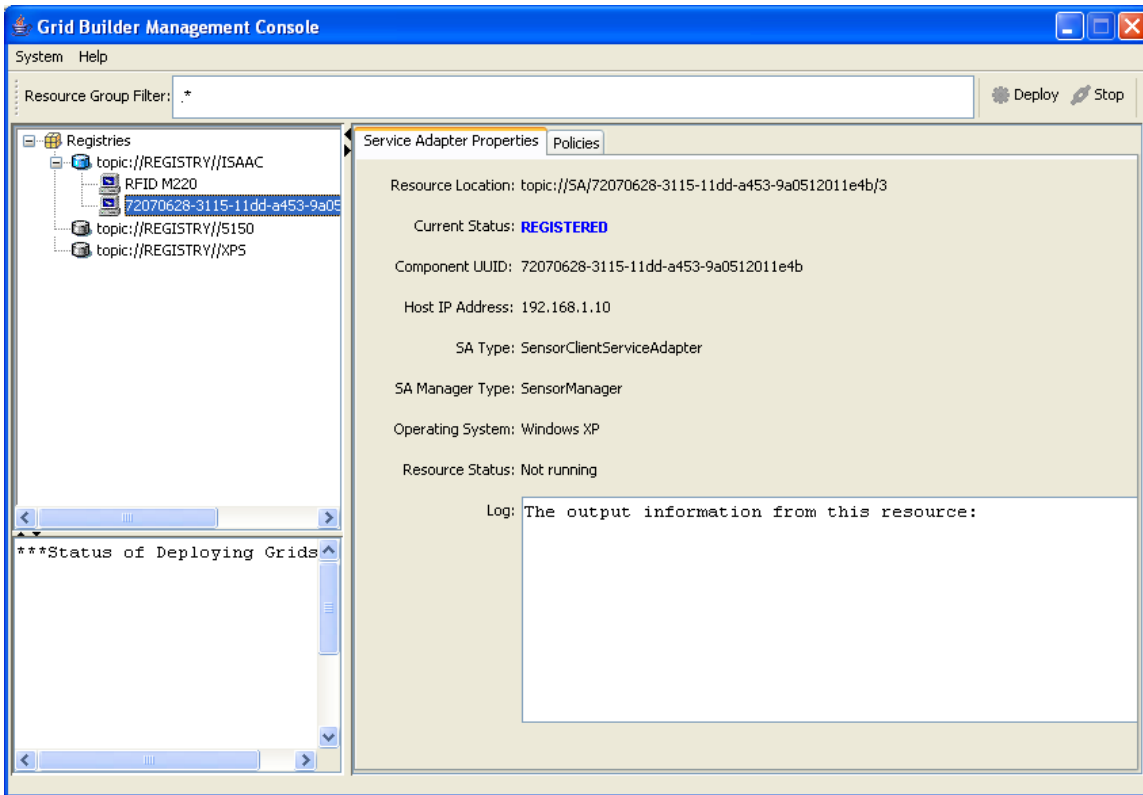 Grid Builder Management Console
System Help
Resource Group Filter: .* Deploy Stop
Registries
topic://REGISTRY//ISAAC
RFID M220
72070628-3115-11dd-a453-9a05
topic://REGISTRY//5150
topic://REGISTRY//XPS
***Status of Deploying Grids
Service Adapter Properties Policies
Resource Location: topic://SA/72070628-3115-11dd-a453-9a0512011e4b/3
Current Status: REGISTERED
Component UUID: 72070628-3115-11dd-a453-9a0512011e4b
Host IP Address: 192.168.1.10
SA Type: SensorClientServiceAdapter
SA Manager Type: SensorManager
Operating System: Windows XP
Resource Status: Not running
Log: The output information from this resource: